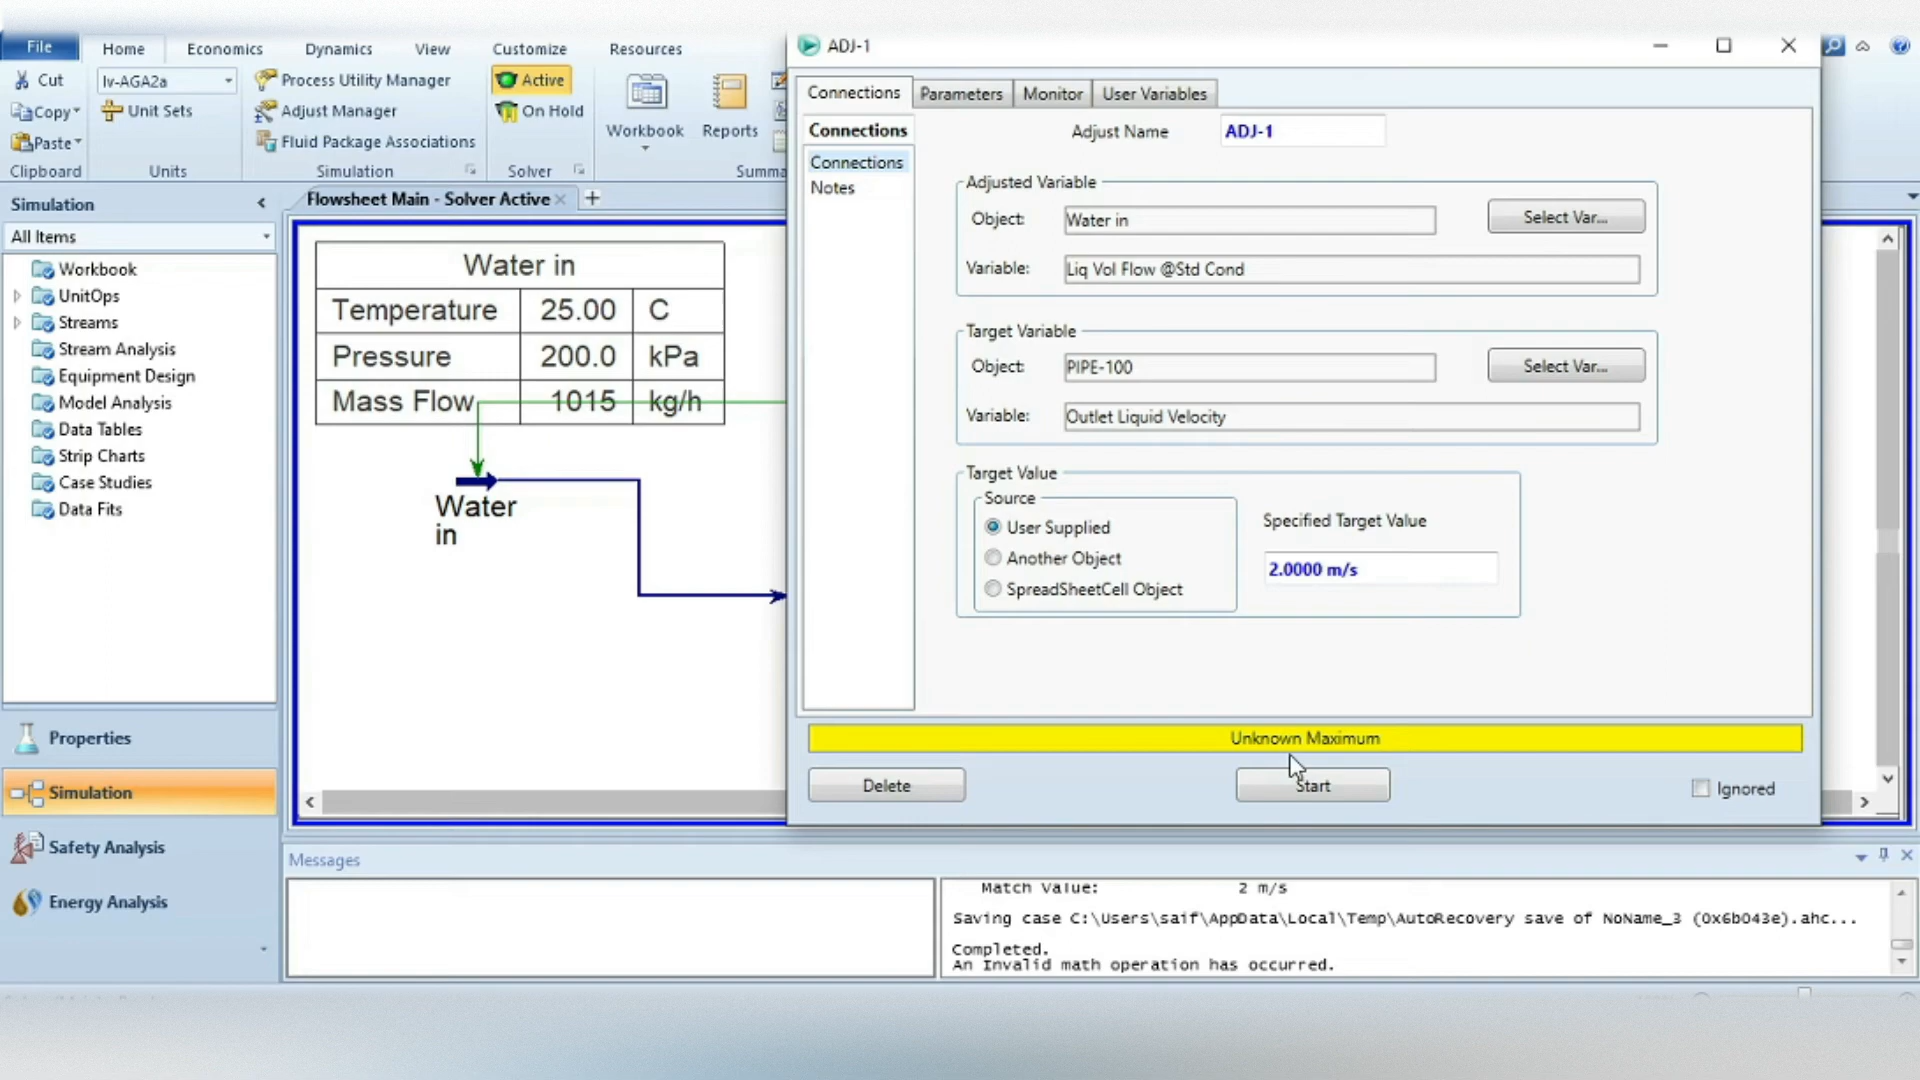 File
Home
Economics
Dynamics
View
Customize
Resources
Cut
Copy
Paste
Clipboard
lv-AGA2a
Unit Sets
Units
Process Utility Manager
Adjust Manager
Fluid Package Associations
Simulation
Active
On Hold
Solver
Workbook
Reports
Summa
Simulation
All Items
Workbook
UnitOps
Streams
Stream Analysis
Equipment Design
Model Analysis
Data Tables
Strip Charts
Case Studies
Data Fits
Properties
Simulation
Safety Analysis
Energy Analysis
Flowsheet Main - Solver Active
Water in
Temperature 25.00 C
Pressure 200.0 kPa
Mass Flow 1015 kg/h
Water
in
ADJ-1
Connections
Parameters
Monitor
User Variables
Connections
Connections
Notes
Adjust Name ADJ-1
Adjusted Variable
Object: Water in
Select Var...
Variable: Liq Vol Flow @Std Cond
Target Variable
Object: PIPE-100
Select Var...
Variable: Outlet Liquid Velocity
Target Value
Source
User Supplied
Another Object
SpreadSheetCell Object
Specified Target Value
2.0000 m/s
Unknown Maximum
Delete
Start
Ignored
Messages
Match Value: 2 m/s
Saving case C:\Users\saif\AppData\Local\Temp\AutoRecovery save of NoName_3 (0x6b043e).ahc...
Completed.
An Invalid math operation has occurred.